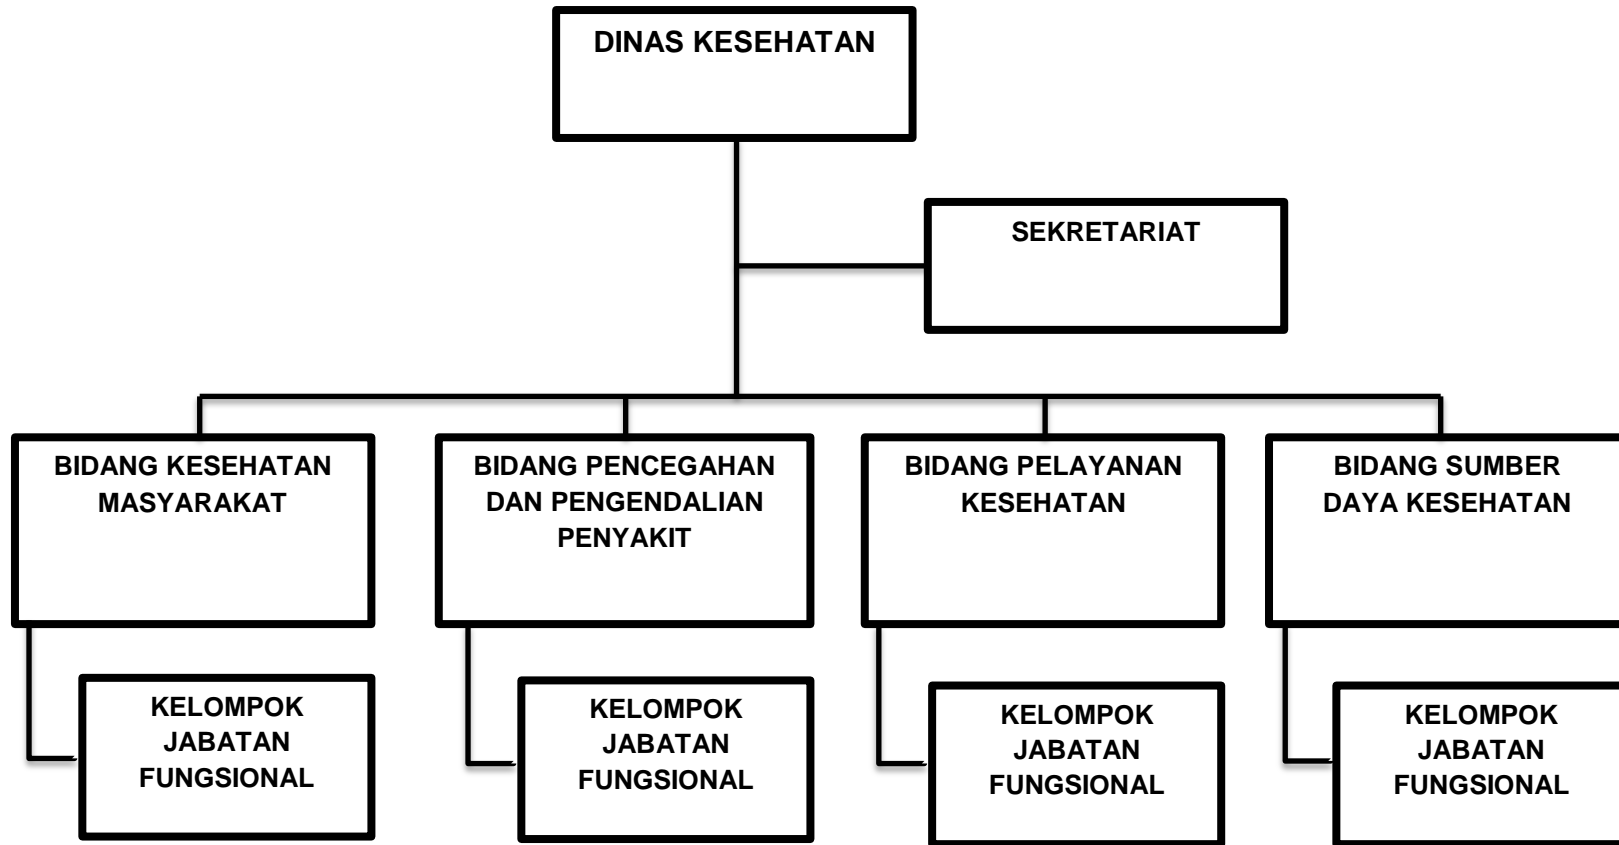 DINAS KESEHATAN
SEKRETARIAT
BIDANG KESEHATAN
MASYARAKAT
BIDANG PENCEGAHAN
DAN PENGENDALIAN
PENYAKIT
BIDANG PELAYANAN
KESEHATAN
BIDANG SUMBER
DAYA KESEHATAN
KELOMPOK
JABATAN
FUNGSIONAL
KELOMPOK
JABATAN
FUNGSIONAL
KELOMPOK
JABATAN
FUNGSIONAL
KELOMPOK
JABATAN
FUNGSIONAL